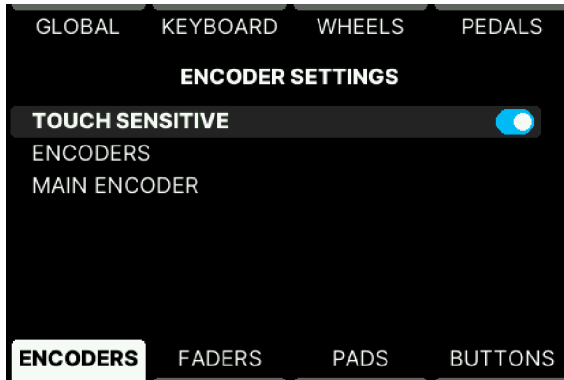 GLOBAL KEYBOARD WHEELS PEDALS
ENCODER SETTINGS
TOUCH SENSITIVE
ENCODERS
MAIN ENCODER
ENCODERS FADERS PADS BUTTONS